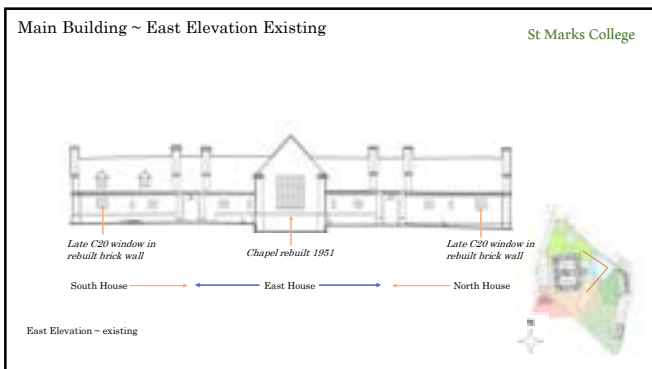 Main Building ~ East Elevation Existing
St Marks College
Late C20 window in
rebuilt brick wall
Chapel rebuilt 1951
Late C20 window in
rebuilt brick wall
South House
East House
North House
East Elevation ~ existing